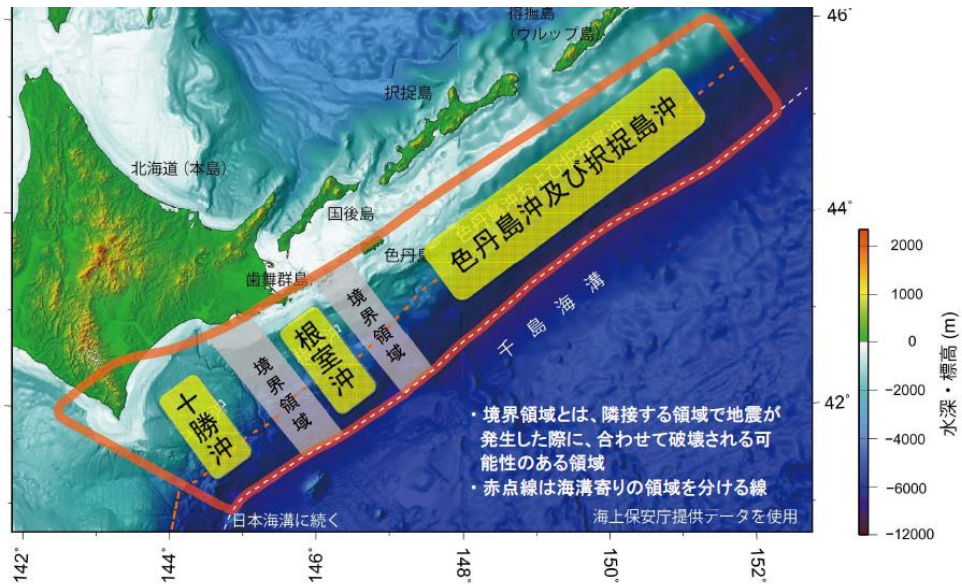 得撫島
(ウルップ島)
46°
択捉島
北海道(本島)
国後島
色丹島沖及び択捉島沖
44°
色丹島
歯舞群島
境界領域
根室沖
境界領域
千島海溝
十勝沖
42°
・境界領域とは、隣接する領域で地震が
発生した際に、合わせて破壊される可
能性のある領域
・赤点線は海溝寄りの領域を分ける線
日本海溝に続く
海上保安庁提供データを使用
142°
144°
146°
148°
150°
152°
2000
1000
0
-2000
-4000
-6000
-12000
水深・標高 (m)